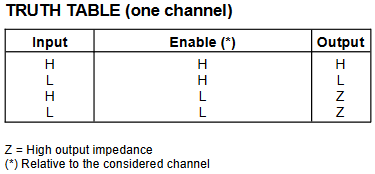 TRUTH TABLE (one channel)
Input Enable (*) Output
H H H
L H L
H L Z
L L Z
Z = High output impedance
(*) Relative to the considered channel